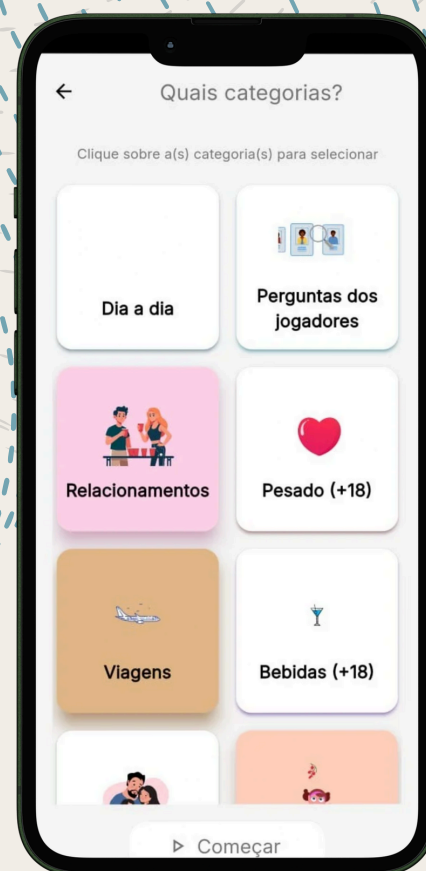 Quais categorias?
Clique sobre a(s) categoria(s) para selecionar
Dia a dia
Perguntas dos
jogadores
Relacionamentos
Pesado (+18)
Viagens
Bebidas (+18)
Começar